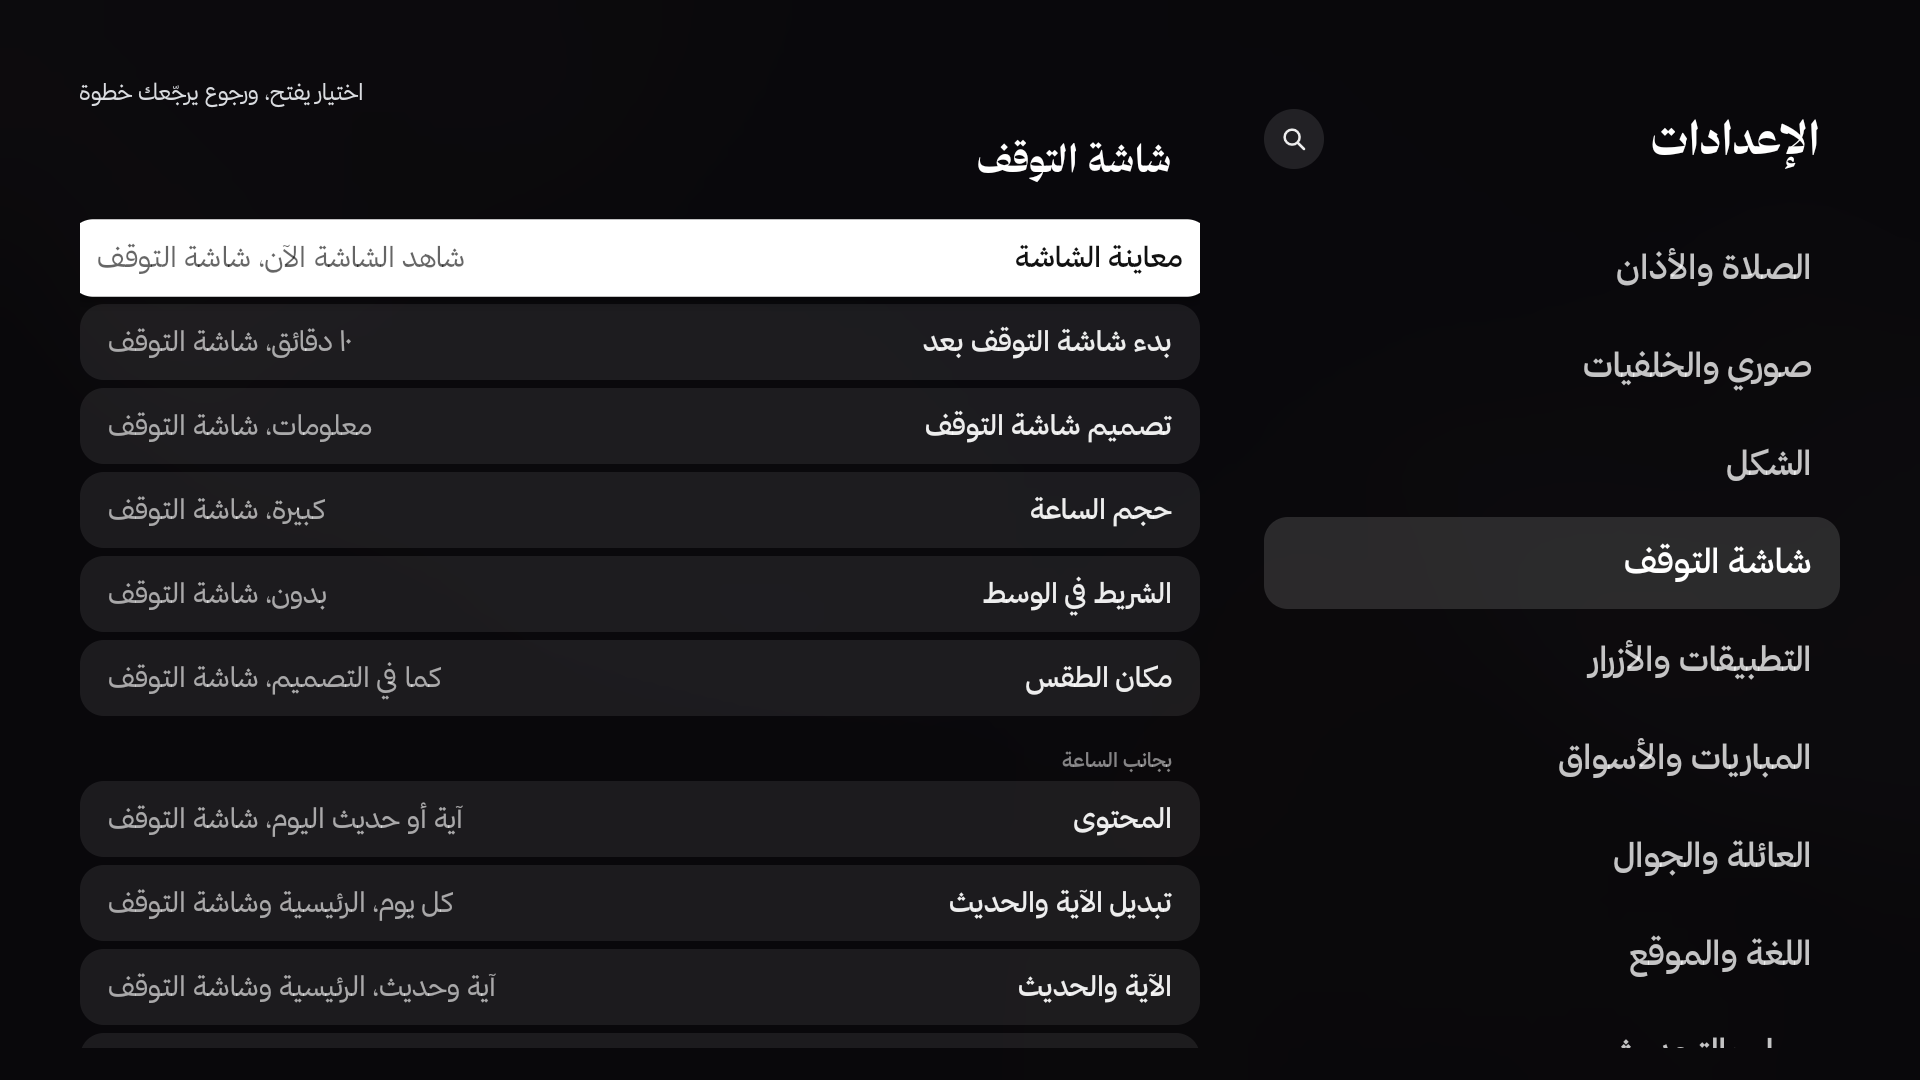 الإعدادات
الصلاة والأذان
صوري والخلفيات
الشكل
شاشة التوقف
التطبيقات والأزرار
المباريات والأسواق
العائلة والجوال
اللغة والموقع
اختيار يفتح، ورجوع يرجّعك خطوة
شاشة التوقف
معاينة الشاشة شاهد الشاشة الآن، شاشة التوقف
بدء شاشة التوقف بعد ١٠ دقائق، شاشة التوقف
تصميم شاشة التوقف معلومات، شاشة التوقف
حجم الساعة كبيرة، شاشة التوقف
الشريط في الوسط بدون، شاشة التوقف
مكان الطقس كما في التصميم، شاشة التوقف
بجانب الساعة
المحتوى آية أو حديث اليوم، شاشة التوقف
تبديل الآية والحديث كل يوم، الرئيسية وشاشة التوقف
الآية والحديث آية وحديث، الرئيسية وشاشة التوقف